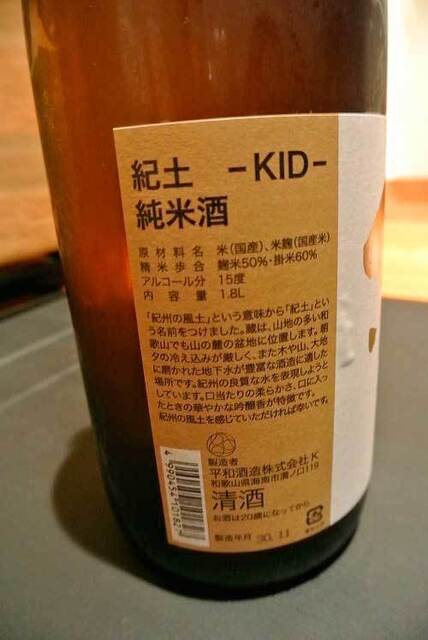 紀土 -KID-
純米酒
原材料名 米(国産)、米麹(国産米)
精米歩合 麹米50%・掛米60%
アルコール分 15度
内容量 1.8L
「紀州の風土」という意味から「紀土」とい
う名前をつけました。蔵は、山地の多い和
歌山でも山の麓の盆地に位置します。朝
夕の冷え込みが厳しく、また木や山、大地
に磨かれた地下水が豊富な酒造に適した
場所です。紀州の良質な水を表現しようと
しています。口当たりの柔らかさ、口に入っ
たときの華やかな吟醸香が特徴です。
紀州の風土を感じていただければ幸いです。
製造者
平和酒造株式会社 K
和歌山県海南市溝ノ口119
清酒
お酒は20歳になってから
製造年月 30.11